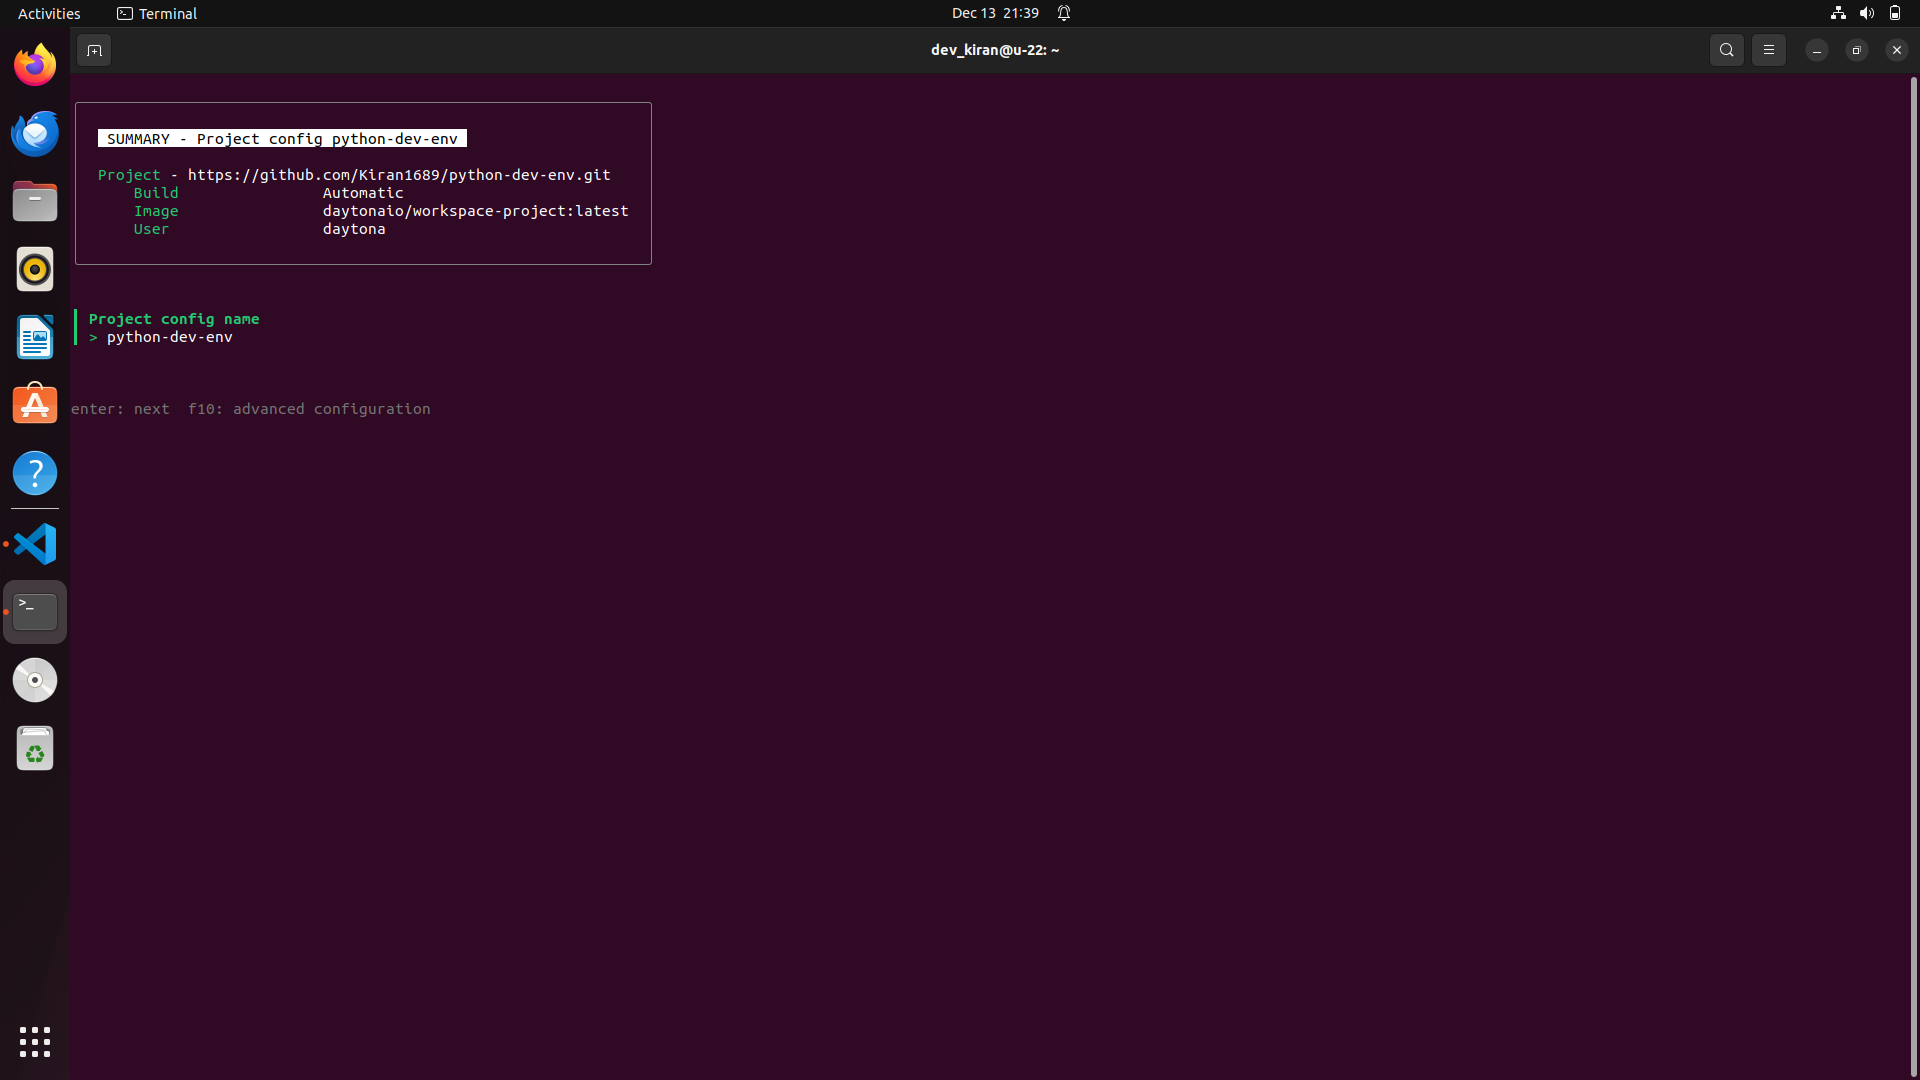 Activities
Terminal
Dec 13 21:39
dev_kiran@u-22: ~
SUMMARY - Project config python-dev-env
Project - https://github.com/Kiran1689/python-dev-env.git
Build Automatic
Image daytonaio/workspace-project:latest
User daytona
Project config name
> python-dev-env
enter: next f10: advanced configuration